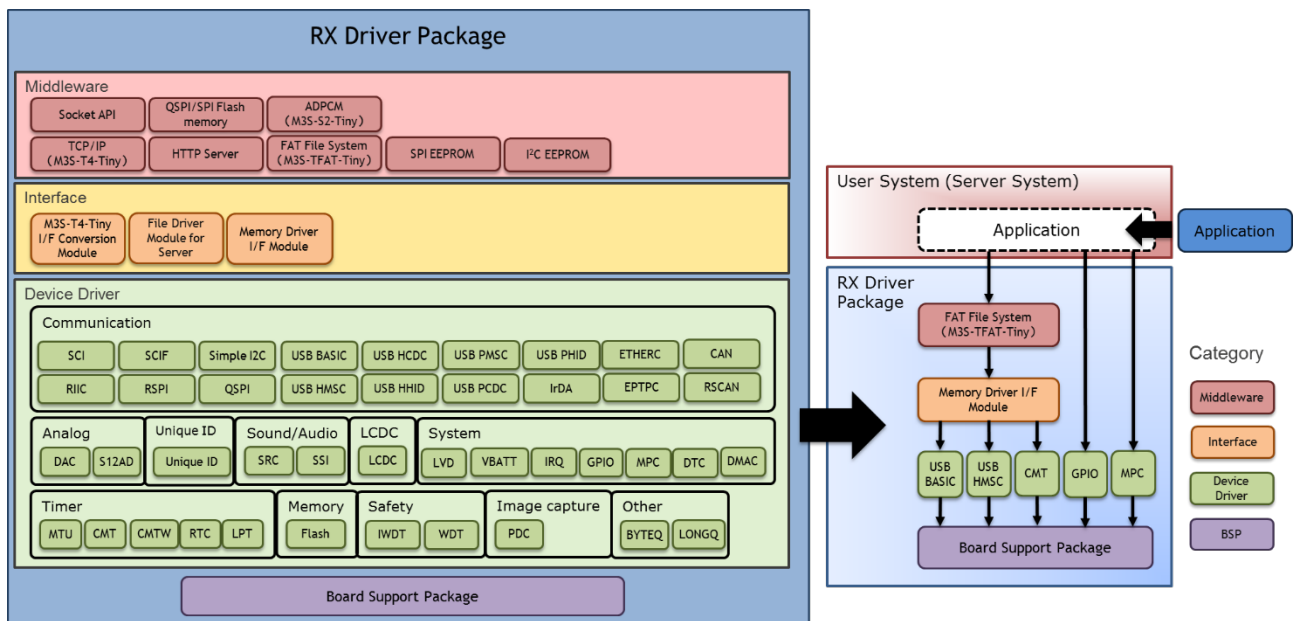 RX Driver Package
Middleware
Socket API
QSPI/SPI Flash
memory
ADPCM
(M3S-S2-Tiny)
TCP/IP
(M3S-T4-Tiny)
HTTP Server
FAT File System
(M3S-TFAT-Tiny)
SPI EEPROM
I²C EEPROM
Interface
M3S-T4-Tiny
I/F Conversion
Module
File Driver
Module for
Server
Memory Driver
I/F Module
Device Driver
Communication
SCI
SCIF
Simple I2C
USB BASIC
USB HCDC
USB PMSC
USB PHID
ETHERC
CAN
RIIC
RSPI
QSPI
USB HMSC
USB HHID
USB PCDC
IrDA
EPTPC
RSCAN
Analog
DAC
S12AD
Unique ID
Unique ID
Sound/Audio
SRC
SSI
LCDC
LCDC
System
LVD
VBATT
IRQ
GPIO
MPC
DTC
DMAC
Timer
MTU
CMT
CMTW
RTC
LPT
Memory
Flash
Safety
IWDT
WDT
Image capture
PDC
Other
BYTEQ
LONGQ
Board Support Package
User System (Server System)
Application
Application
RX Driver
Package
FAT File System
(M3S-TFAT-Tiny)
Memory Driver I/F
Module
USB
BASIC
USB
HMSC
CMT
GPIO
MPC
Board Support Package
Category
Middleware
Interface
Device
Driver
BSP